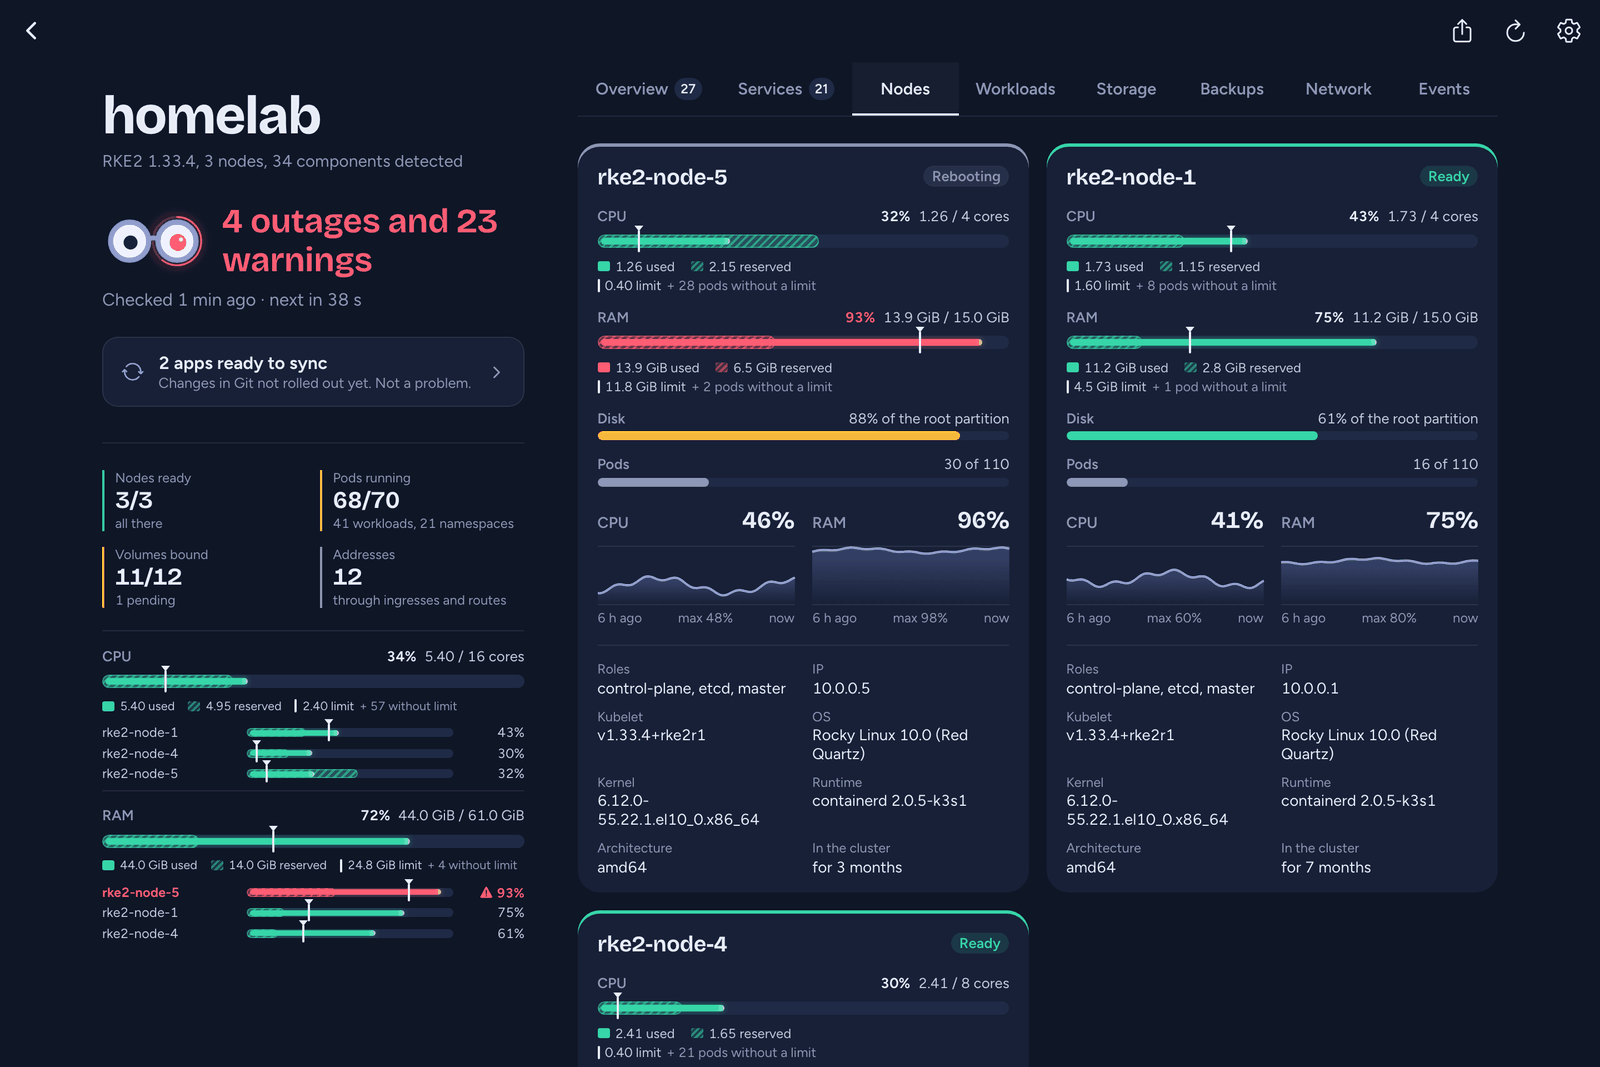 homelab
RKE2 1.33.4, 3 nodes, 34 components detected
4 outages and 23
warnings
Checked 1 min ago · next in 38 s
2 apps ready to sync
Changes in Git not rolled out yet. Not a problem.
Nodes ready
3/3
all there
Pods running
68/70
41 workloads, 21 namespaces
Volumes bound
11/12
1 pending
Addresses
12
through ingresses and routes
CPU 34% 5.40 / 16 cores
5.40 used 4.95 reserved 2.40 limit + 57 without limit
rke2-node-1 43%
rke2-node-4 30%
rke2-node-5 32%
RAM 72% 44.0 GiB / 61.0 GiB
44.0 GiB used 14.0 GiB reserved 24.8 GiB limit + 4 without limit
rke2-node-5 93%
rke2-node-1 75%
rke2-node-4 61%
Overview 27 Services 21 Nodes Workloads Storage Backups Network Events
rke2-node-5 Rebooting
CPU 32% 1.26 / 4 cores
1.26 used 2.15 reserved
0.40 limit + 28 pods without a limit
RAM 93% 13.9 GiB / 15.0 GiB
13.9 GiB used 6.5 GiB reserved
11.8 GiB limit + 2 pods without a limit
Disk 88% of the root partition
Pods 30 of 110
CPU 46% RAM 96%
6 h ago max 48% now 6 h ago max 98% now
Roles
control-plane, etcd, master
IP
10.0.0.5
Kubelet
v1.33.4+rke2r1
OS
Rocky Linux 10.0 (Red
Quartz)
Kernel
6.12.0-
55.22.1.el10_0.x86_64
Runtime
containerd 2.0.5-k3s1
Architecture
amd64
In the cluster
for 3 months
rke2-node-1 Ready
CPU 43% 1.73 / 4 cores
1.73 used 1.15 reserved
1.60 limit + 8 pods without a limit
RAM 75% 11.2 GiB / 15.0 GiB
11.2 GiB used 2.8 GiB reserved
4.5 GiB limit + 1 pod without a limit
Disk 61% of the root partition
Pods 16 of 110
CPU 41% RAM 75%
6 h ago max 60% now 6 h ago max 80% now
Roles
control-plane, etcd, master
IP
10.0.0.1
Kubelet
v1.33.4+rke2r1
OS
Rocky Linux 10.0 (Red
Quartz)
Kernel
6.12.0-
55.22.1.el10_0.x86_64
Runtime
containerd 2.0.5-k3s1
Architecture
amd64
In the cluster
for 7 months
rke2-node-4 Ready
CPU 30% 2.41 / 8 cores
2.41 used 1.65 reserved
0.40 limit + 21 pods without a limit